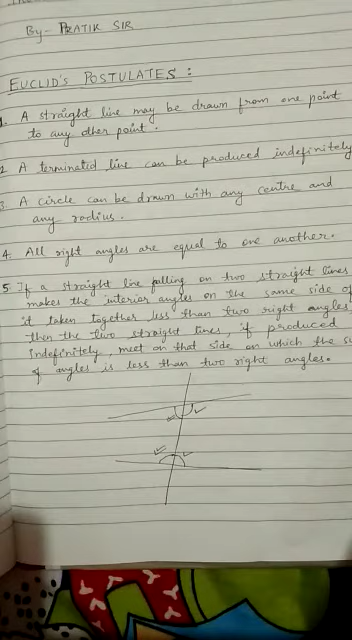 By- PRATIK SIR
EUCLID'S POSTULATES :
1. A straight line may be drawn from one point
to any other point.
2 A terminated line can be produced indefinitely
3. A circle can be drawn with any centre and
any radius.
4. All right angles are equal to one another.
5 If a straight line falling on two straight lines
makes the interior angles on the same side of
it taken together less than two right angles
then the two straight lines, if produced
indefinitely, meet on that side on which the
of angles is less than two right angles.